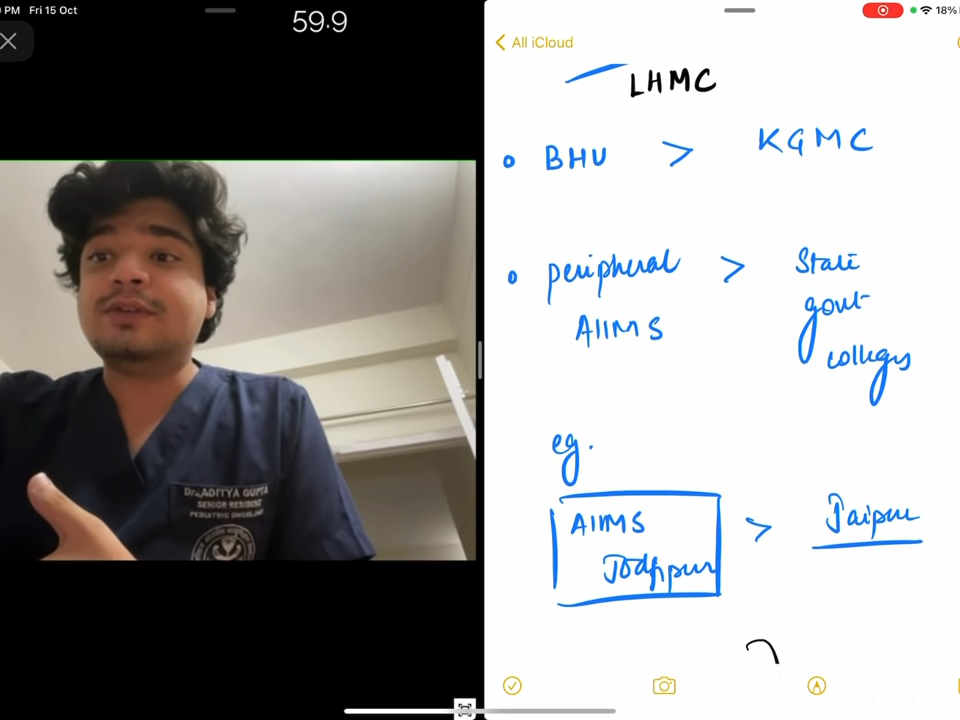 PM Fri 15 Oct
59.9
18%
All iCloud
LHMC
BHU > KGMC
peripheral > State
AIIMS govt
colleges
eg.
AIIMS > Jaipur
Jodhpur
Dr. ADITYA GUPTA
SENIOR RESIDENT
PEDIATRIC ONCOLOGY